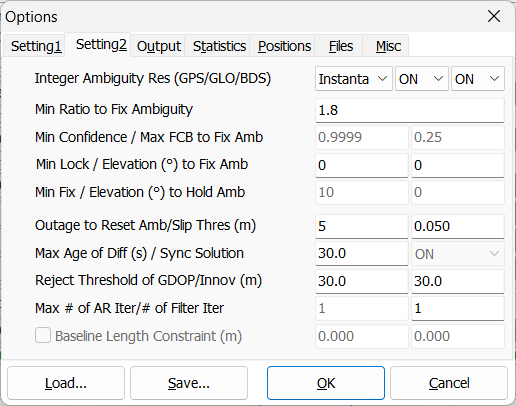 Options
Setting1 Setting2 Output Statistics Positions Files Misc
Integer Ambiguity Res (GPS/GLO/BDS) Instanta ON ON
Min Ratio to Fix Ambiguity 1.8
Min Confidence / Max FCB to Fix Amb 0.9999 0.25
Min Lock / Elevation (°) to Fix Amb 0 0
Min Fix / Elevation (°) to Hold Amb 10 0
Outage to Reset Amb/Slip Thres (m) 5 0.050
Max Age of Diff (s) / Sync Solution 30.0 ON
Reject Threshold of GDOP/Innov (m) 30.0 30.0
Max # of AR Iter/# of Filter Iter 1 1
Baseline Length Constraint (m) 0.000 0.000
Load... Save... OK Cancel